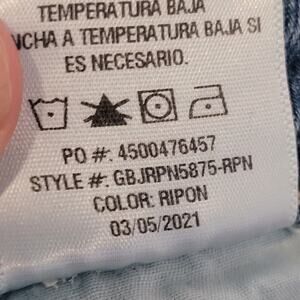 TEMPERATURA BAJA
NCHA A TEMPERATURA BAJA SI
ES NECESARIO.
PO #: 4500476457
STYLE #: GBJRPN5875-RPN
COLOR: RIPON
03/05/2021